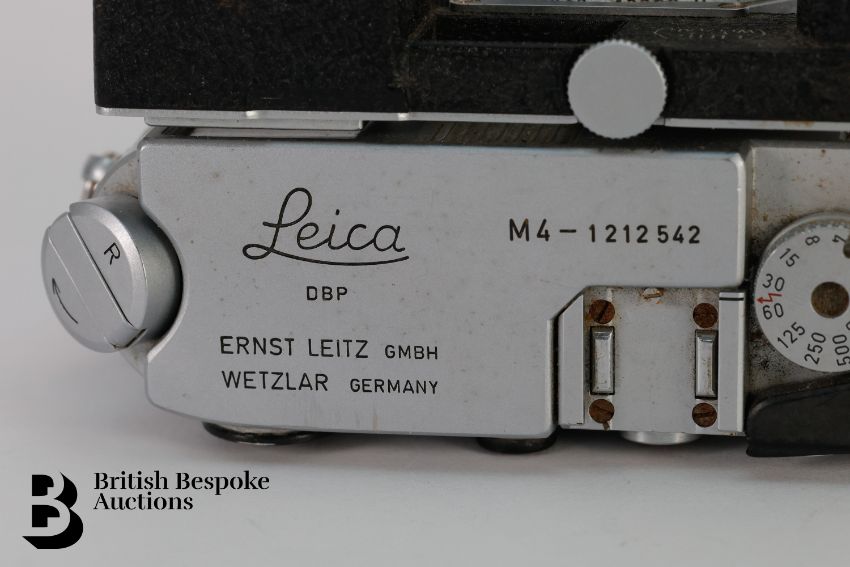 Leica
DBP
ERNST LEITZ GMBH
WETZLAR GERMANY
M4-1212542
R
8
15
30
60
125
250
500
British Bespoke
Auctions
B